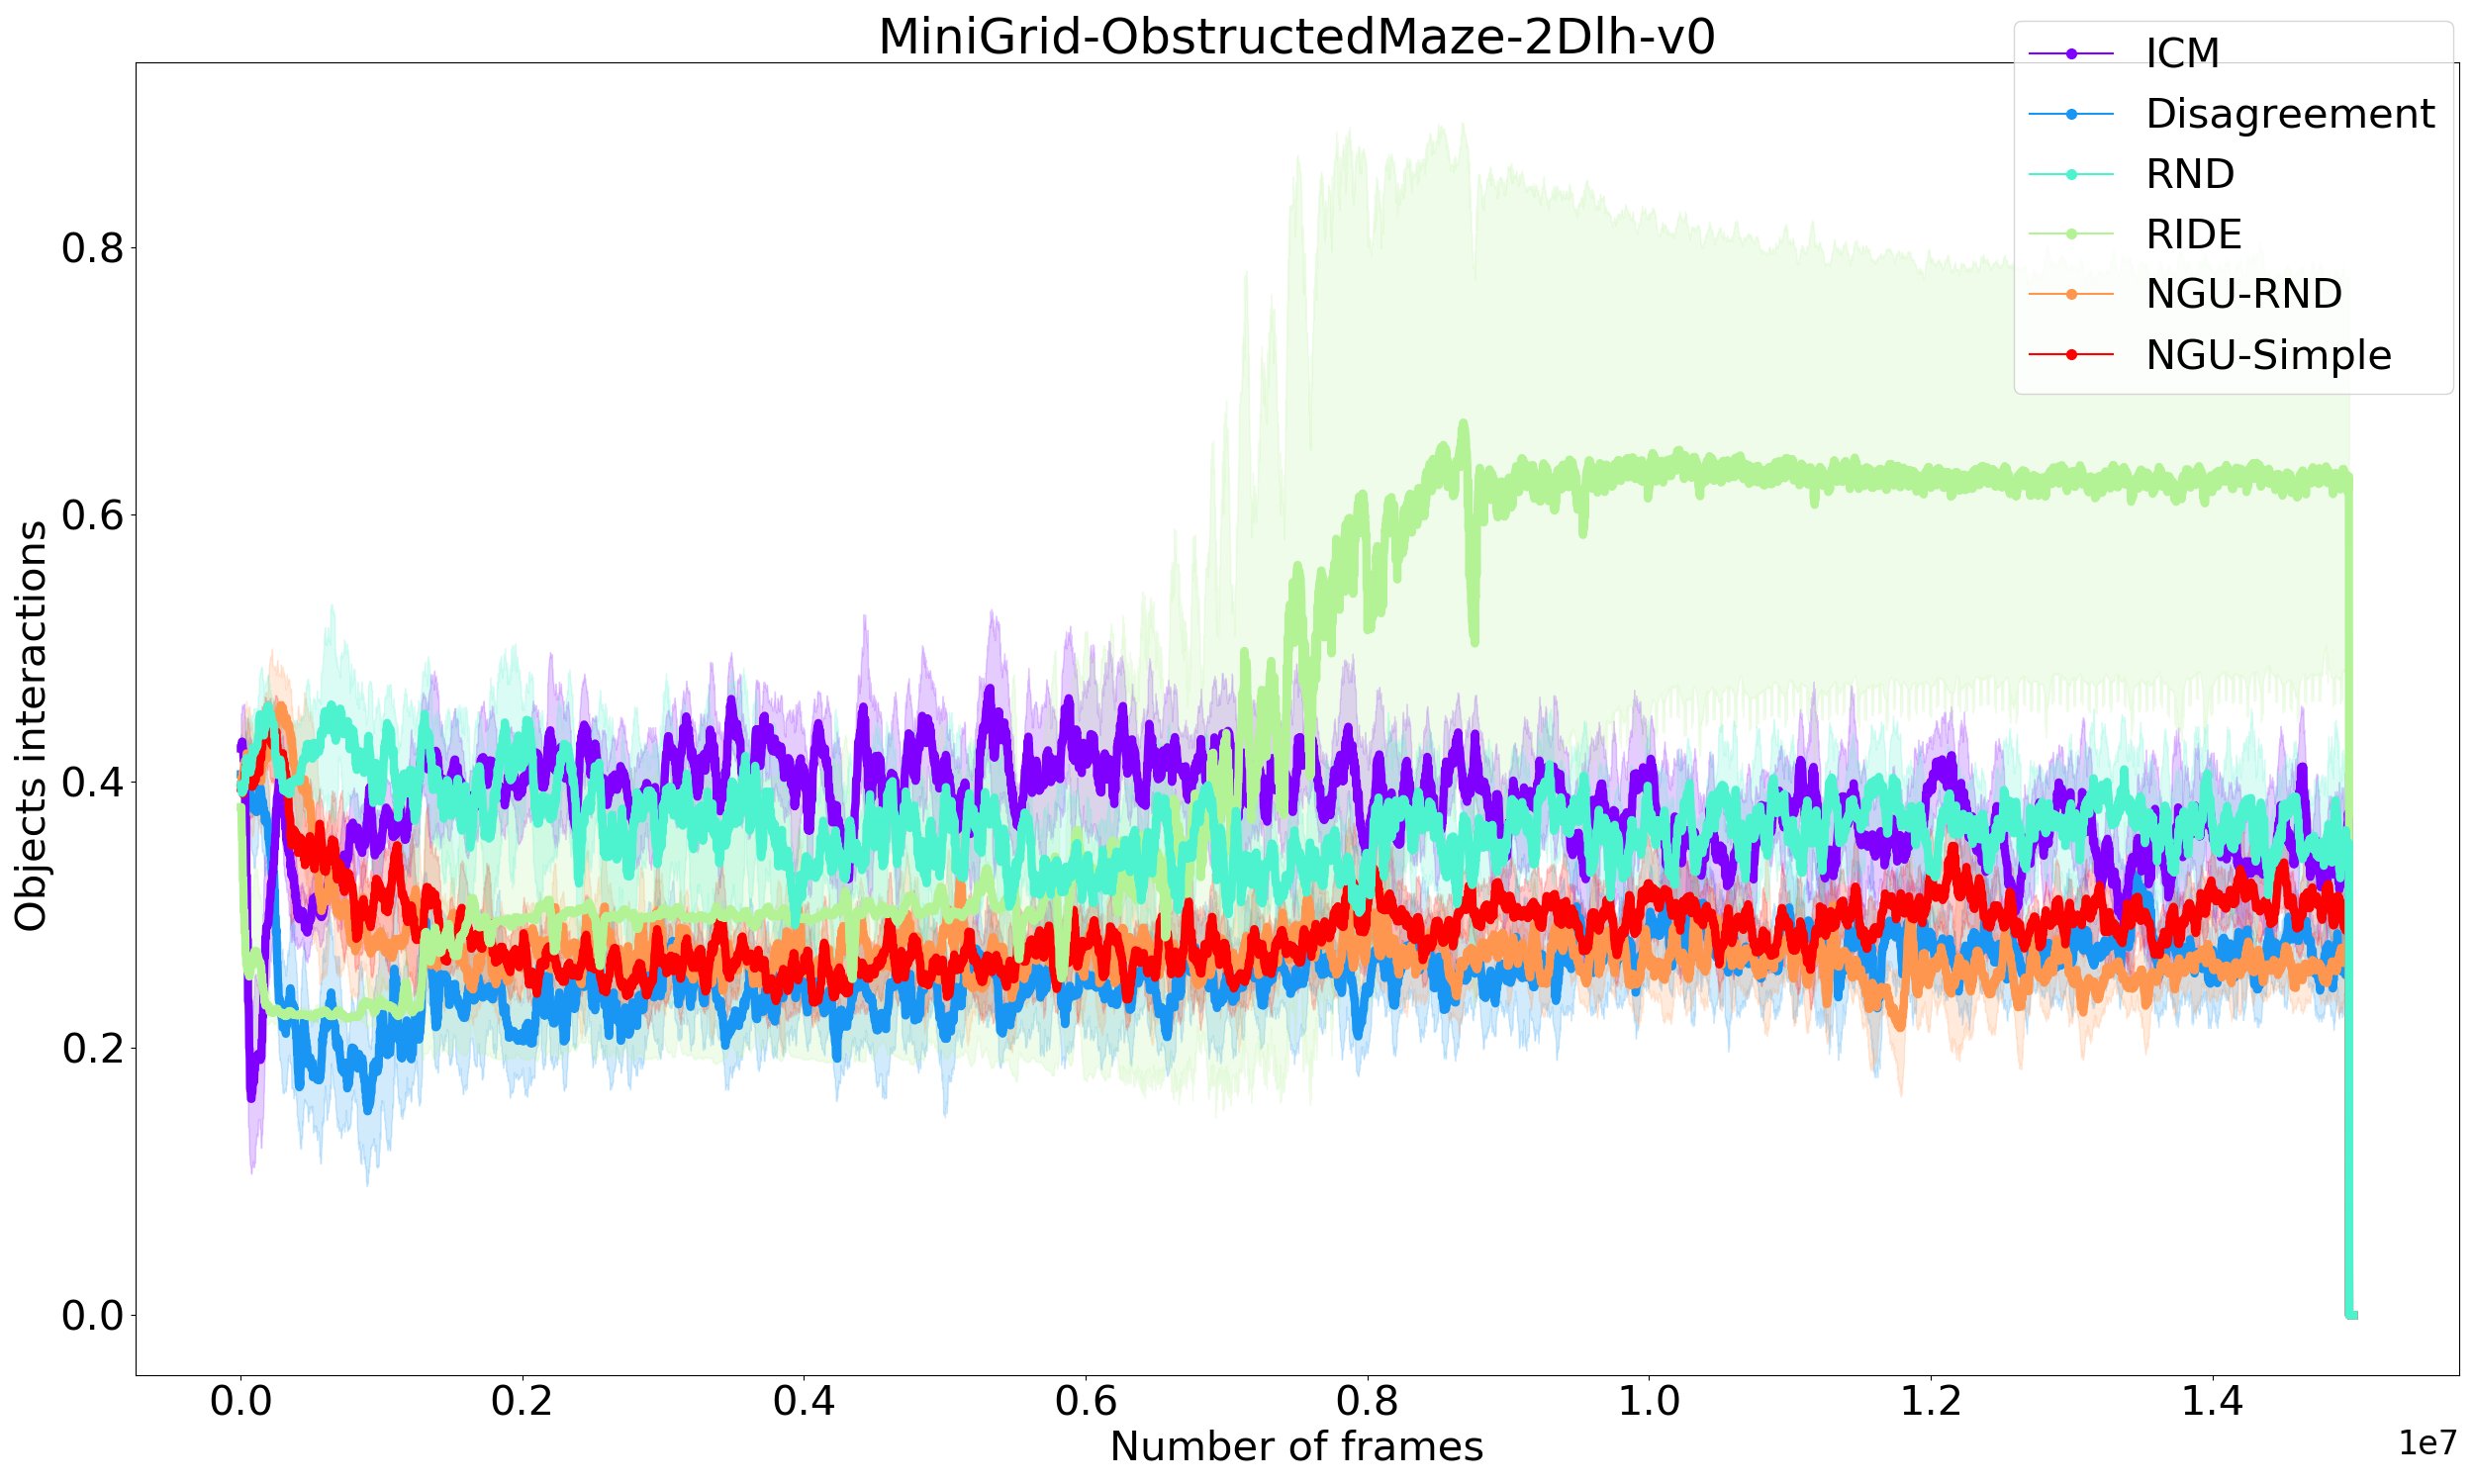 MiniGrid-ObstructedMaze-2Dlh-v0
ICM
Disagreement
RND
RIDE
NGU-RND
NGU-Simple
Objects interactions
0.8
0.6
0.4
0.2
0.0
0.0 0.2 0.4 0.6 0.8 1.0 1.2 1.4
1e7
Number of frames